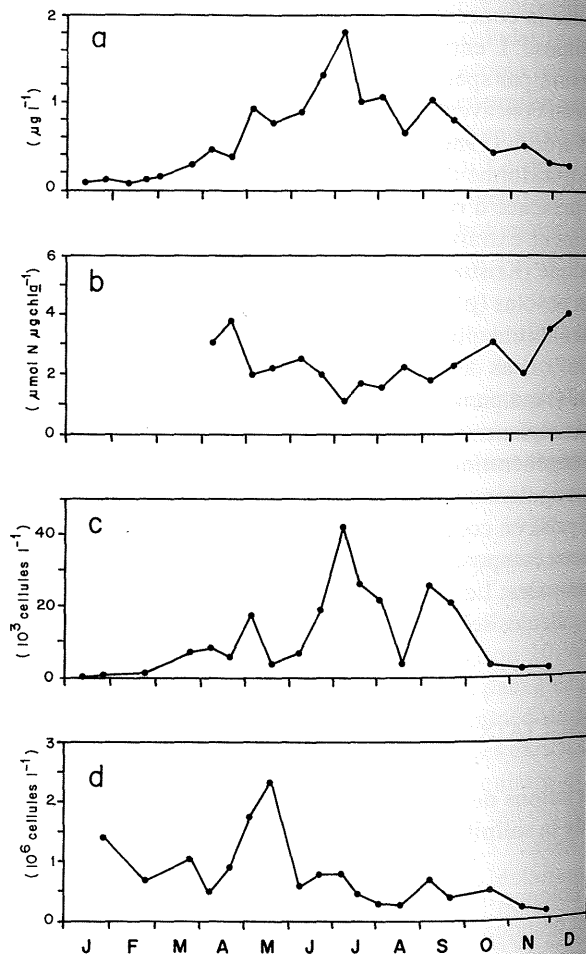 a
2
1
0
( µg l⁻¹)
b
6
4
2
0
( µmol N µgchla⁻¹)
c
40
20
0
(10³ cellules l⁻¹)
d
3
2
1
0
(10⁶ cellules l⁻¹)
J F M A M J J A S O N D